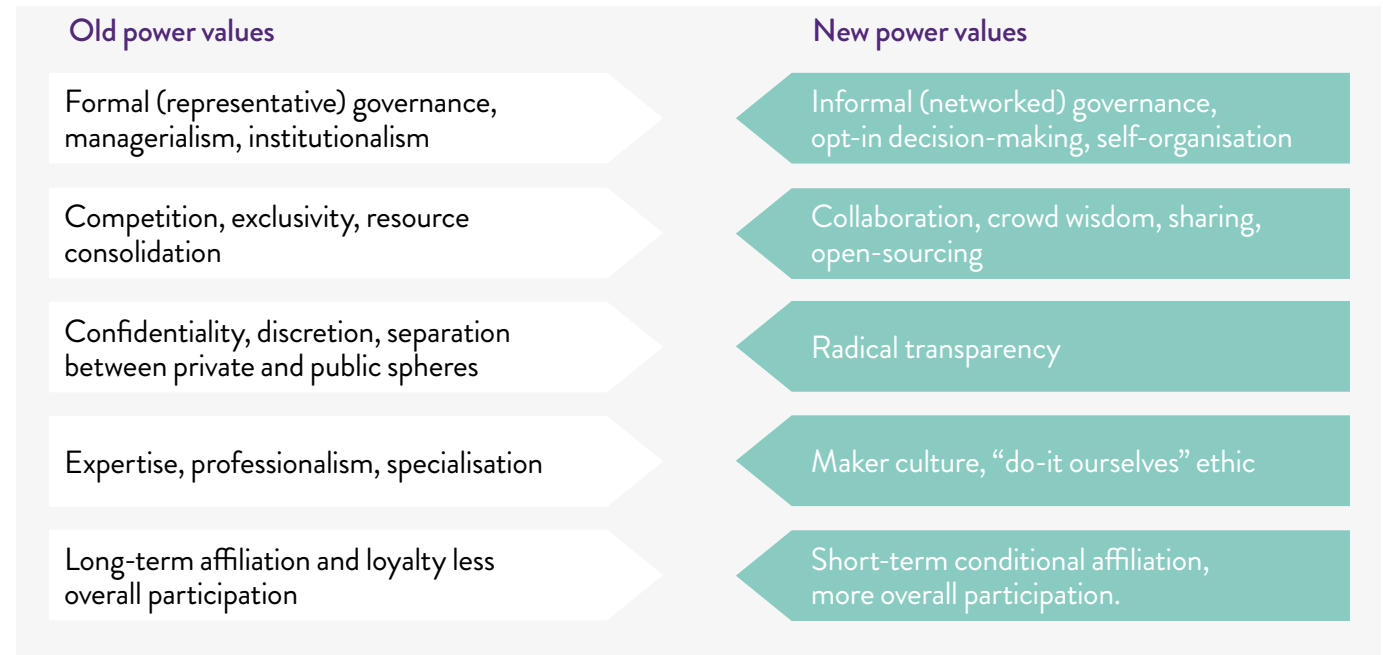 Old power values
New power values
Formal (representative) governance,
managerialism, institutionalism
Informal (networked) governance,
opt-in decision-making, self-organisation
Competition, exclusivity, resource
consolidation
Collaboration, crowd wisdom, sharing,
open-sourcing
Confidentiality, discretion, separation
between private and public spheres
Radical transparency
Expertise, professionalism, specialisation
Maker culture, “do-it ourselves” ethic
Long-term affiliation and loyalty less
overall participation
Short-term conditional affiliation,
more overall participation.